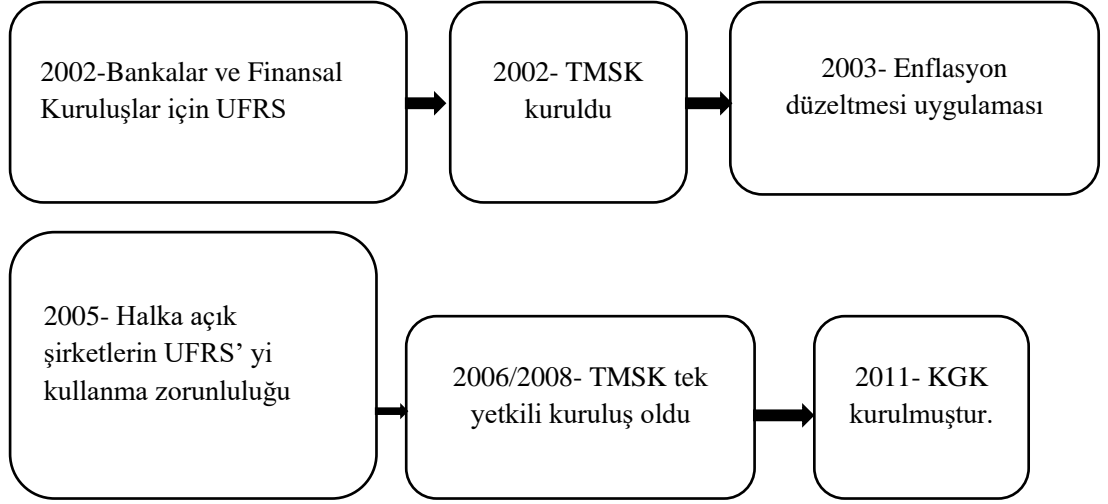 2002-Bankalar ve Finansal
Kuruluşlar için UFRS
2002- TMSK
kuruldu
2003- Enflasyon
düzeltmesi uygulaması
2005- Halka açık
şirketlerin UFRS’ yi
kullanma zorunluluğu
2006/2008- TMSK tek
yetkili kuruluş oldu
2011- KGK
kurulmuştur.